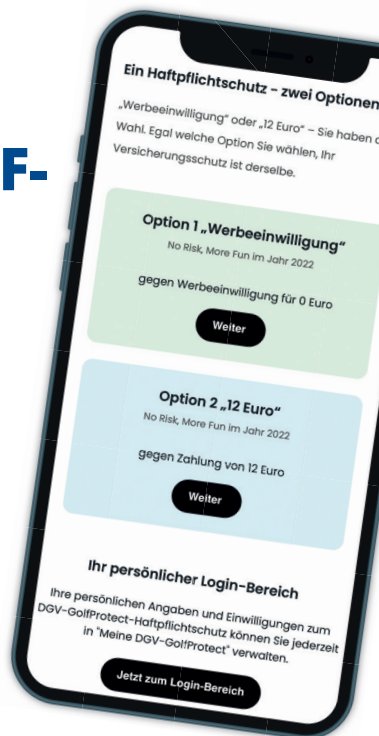 F-
Ein Haftpflichtschutz - zwei Optionen
„Werbeeinwilligung“ oder „12 Euro“ – Sie haben
Wahl. Egal welche Option Sie wählen, Ihr
Versicherungsschutz ist derselbe.
Option 1 „Werbeeinwilligung“
No Risk, More Fun im Jahr 2022
gegen Werbeeinwilligung für 0 Euro
Weiter
Option 2 „12 Euro“
No Risk, More Fun im Jahr 2022
gegen Zahlung von 12 Euro
Weiter
Ihr persönlicher Login-Bereich
Ihre persönlichen Angaben und Einwilligungen zum
DGV-GolfProtect-Haftpflichtschutz können Sie jederzeit
in "Meine DGV-GolfProtect" verwalten.
Jetzt zum Login-Bereich